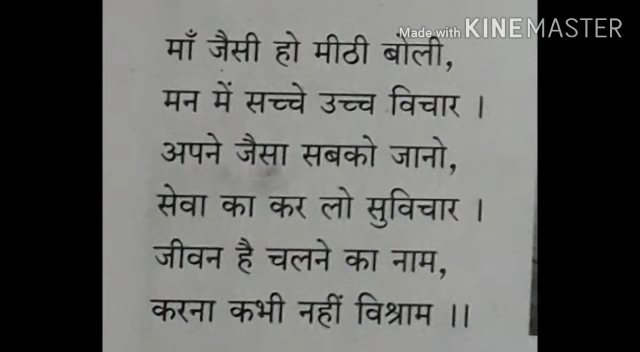 Made with KINEMASTER
माँ जैसी हो मीठी बोली,
मन में सच्चे उच्च विचार ।
अपने जैसा सबको जानो,
सेवा का कर लो सुविचार ।
जीवन है चलने का नाम,
करना कभी नहीं विश्राम ।।